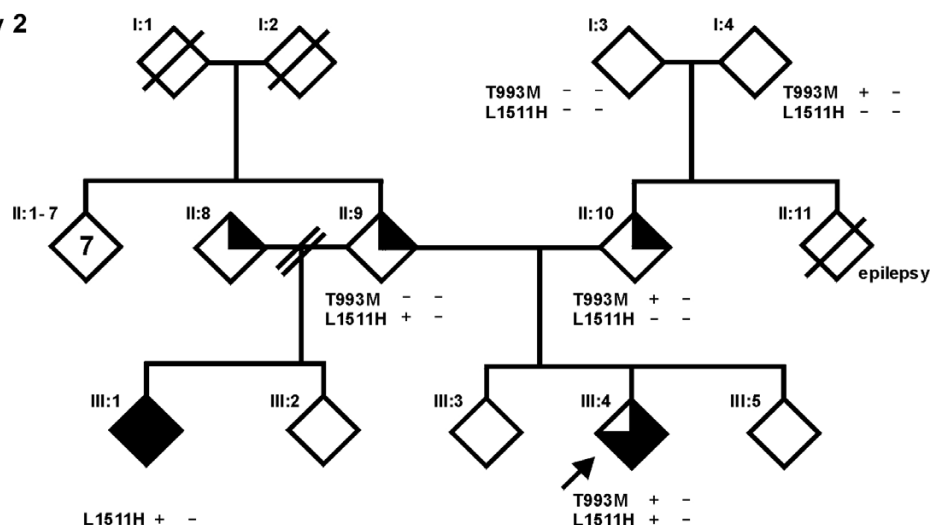 y 2
I:1 I:2 I:3 I:4
T993M - - T993M + -
L1511H - - L1511H - -
II:1-7 II:8 II:9 II:10 II:11
7
epilepsy
T993M - - T993M + -
L1511H + - L1511H - -
III:1 III:2 III:3 III:4 III:5
T993M + -
L1511H + - L1511H + -